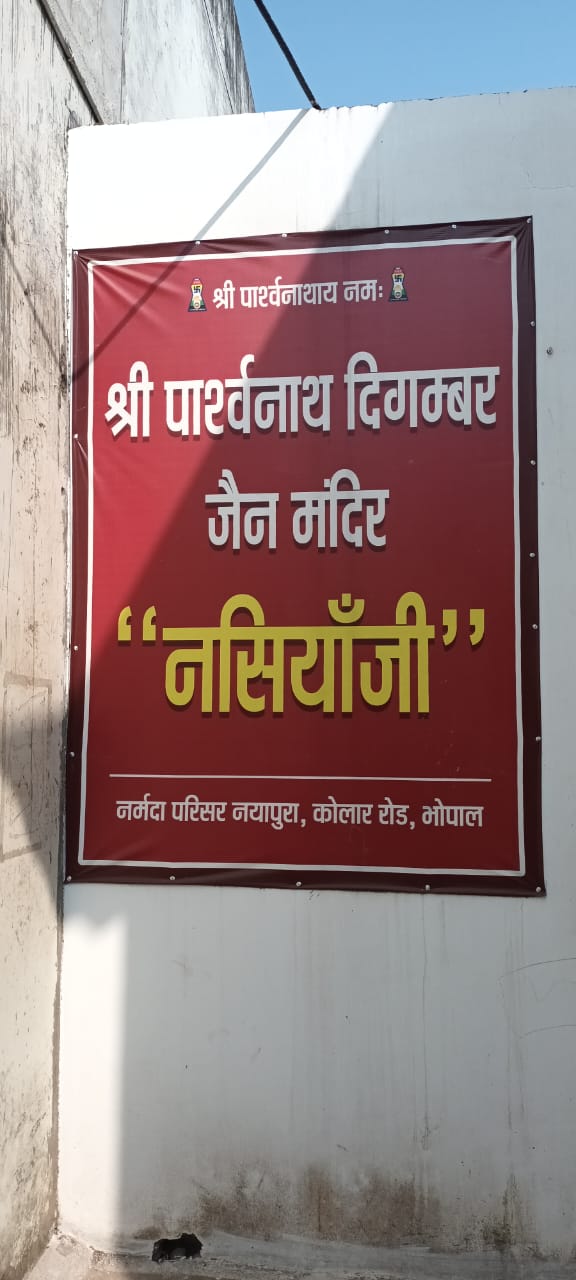 श्री पार्श्वनाथाय नमः
श्री पार्श्वनाथ दिगम्बर
जैन मंदिर
“नसियाँजी”
नर्मदा परिसर नयापुरा, कोलार रोड, भोपाल